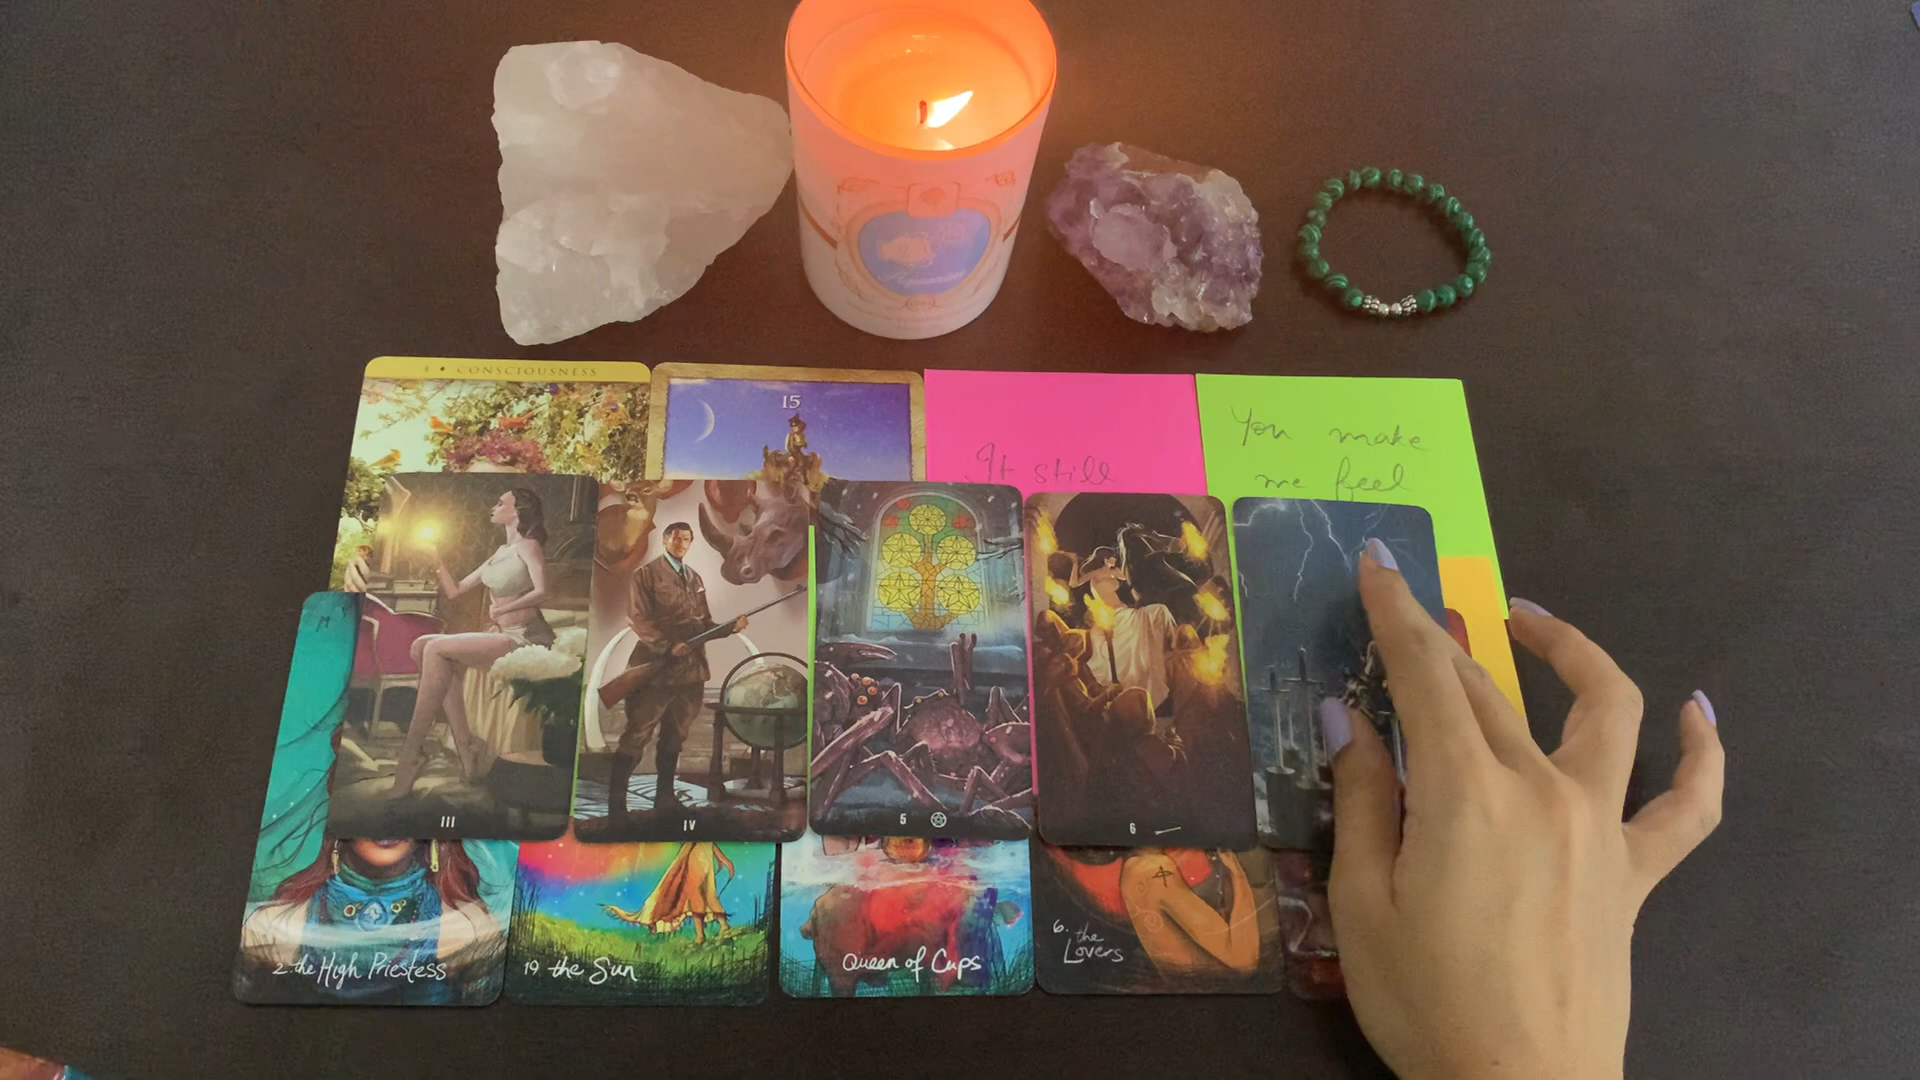 CONSCIOUSNESS
15
It still
You make
me feel
III
IV
5
6
2. the High Priestess
19 the Sun
Queen of Cups
6.
the
Lovers